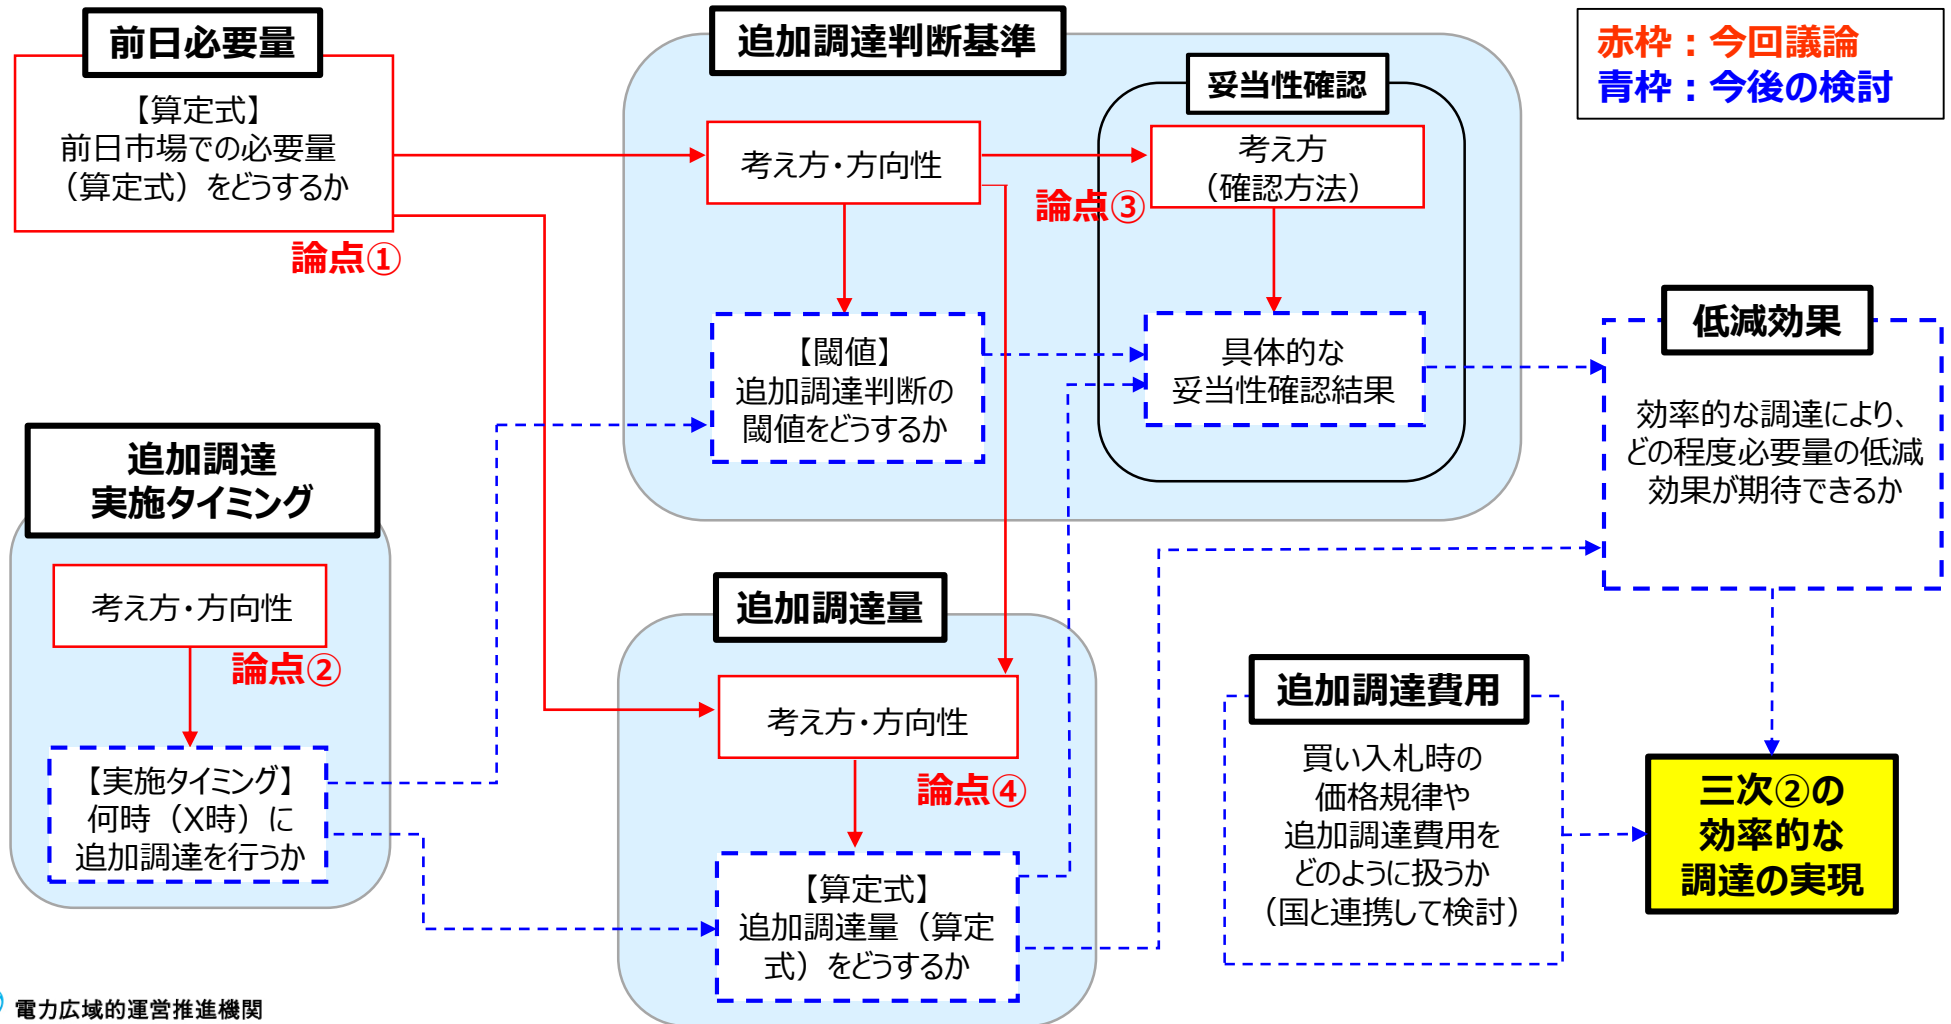 前日必要量
【算定式】
前日市場での必要量
（算定式）をどうするか
論点①
追加調達判断基準
考え方・方向性
論点③
妥当性確認
考え方
（確認方法）
【閾値】
追加調達判断の
閾値をどうするか
具体的な
妥当性確認結果
赤枠：今回議論
青枠：今後の検討
低減効果
効率的な調達により、
どの程度必要量の低減
効果が期待できるか
追加調達
実施タイミング
考え方・方向性
論点②
【実施タイミング】
何時（X時）に
追加調達を行うか
追加調達量
考え方・方向性
論点④
【算定式】
追加調達量（算定
式）をどうするか
追加調達費用
買い入札時の
価格規律や
追加調達費用を
どのように扱うか
（国と連携して検討）
三次②の
効率的な
調達の実現
電力広域的運営推進機関